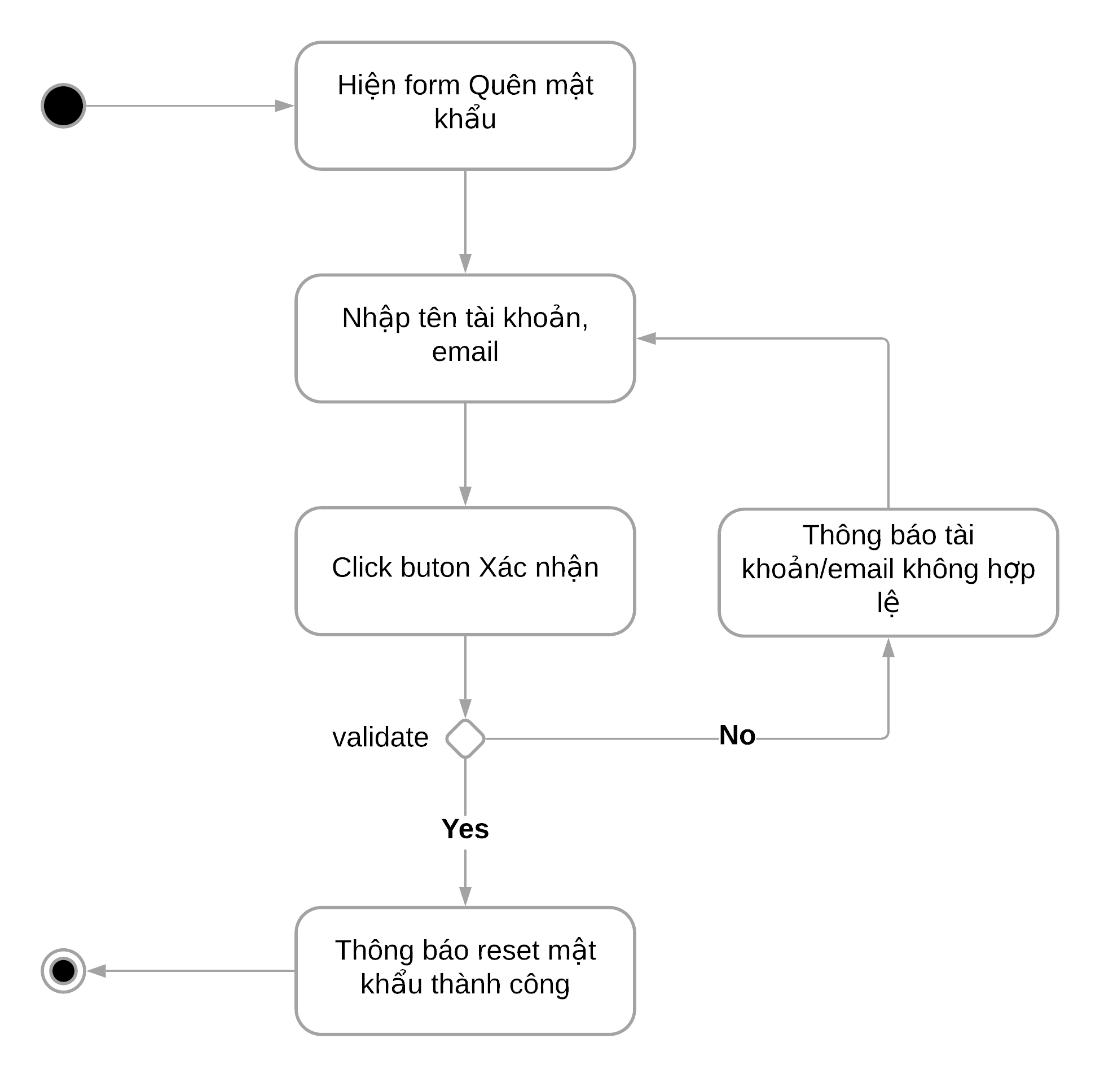 Hiện form Quên mật
khẩu
Nhập tên tài khoản,
email
Click buton Xác nhận
Thông báo tài
khoản/email không hợp
lệ
validate
No
Yes
Thông báo reset mật
khẩu thành công